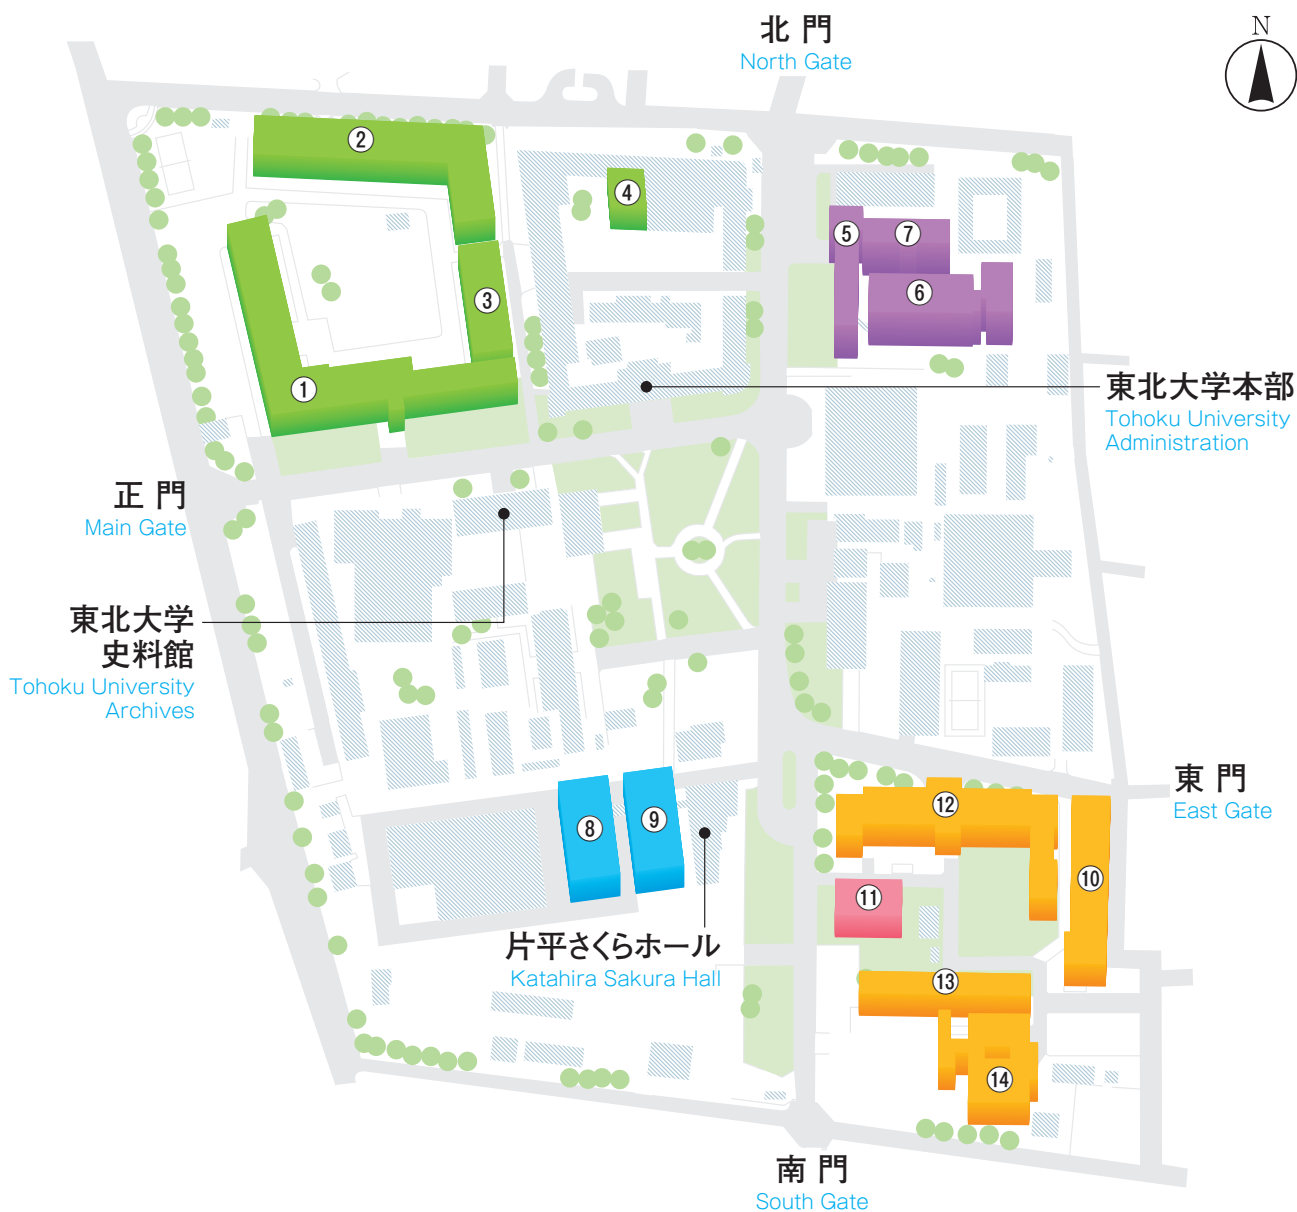 北門
North Gate
N
②
④
⑤
⑦
⑥
③
①
東北大学本部
Tohoku University
Administration
正門
Main Gate
東北大学
史料館
Tohoku University
Archives
東門
East Gate
⑫
⑧
⑨
⑩
⑪
片平さくらホール
Katahira Sakura Hall
⑬
⑭
南門
South Gate